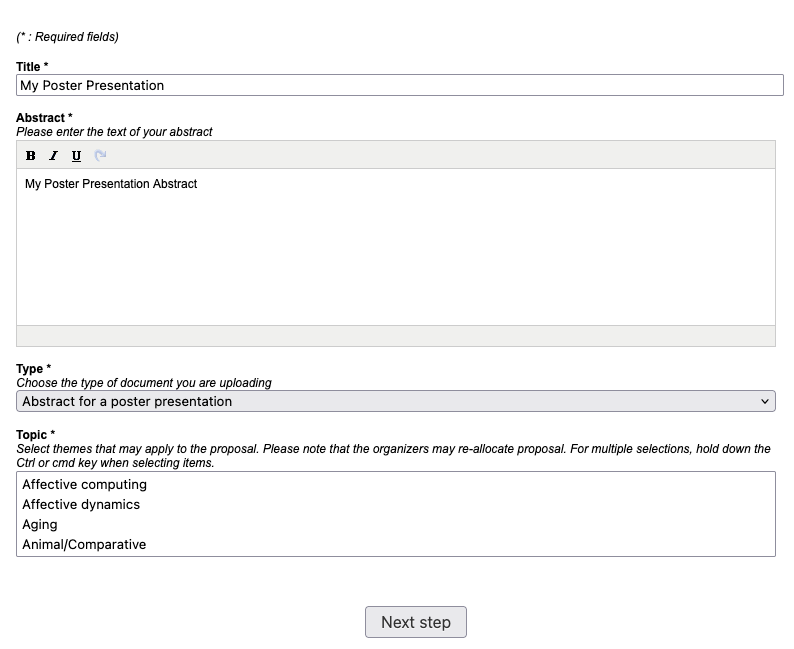 (* : Required fields)
Title *
My Poster Presentation
Abstract *
Please enter the text of your abstract
B I U
My Poster Presentation Abstract
Type *
Choose the type of document you are uploading
Abstract for a poster presentation
Topic *
Select themes that may apply to the proposal. Please note that the organizers may re-allocate proposal. For multiple selections, hold down the
Ctrl or cmd key when selecting items.
Affective computing
Affective dynamics
Aging
Animal/Comparative
Next step